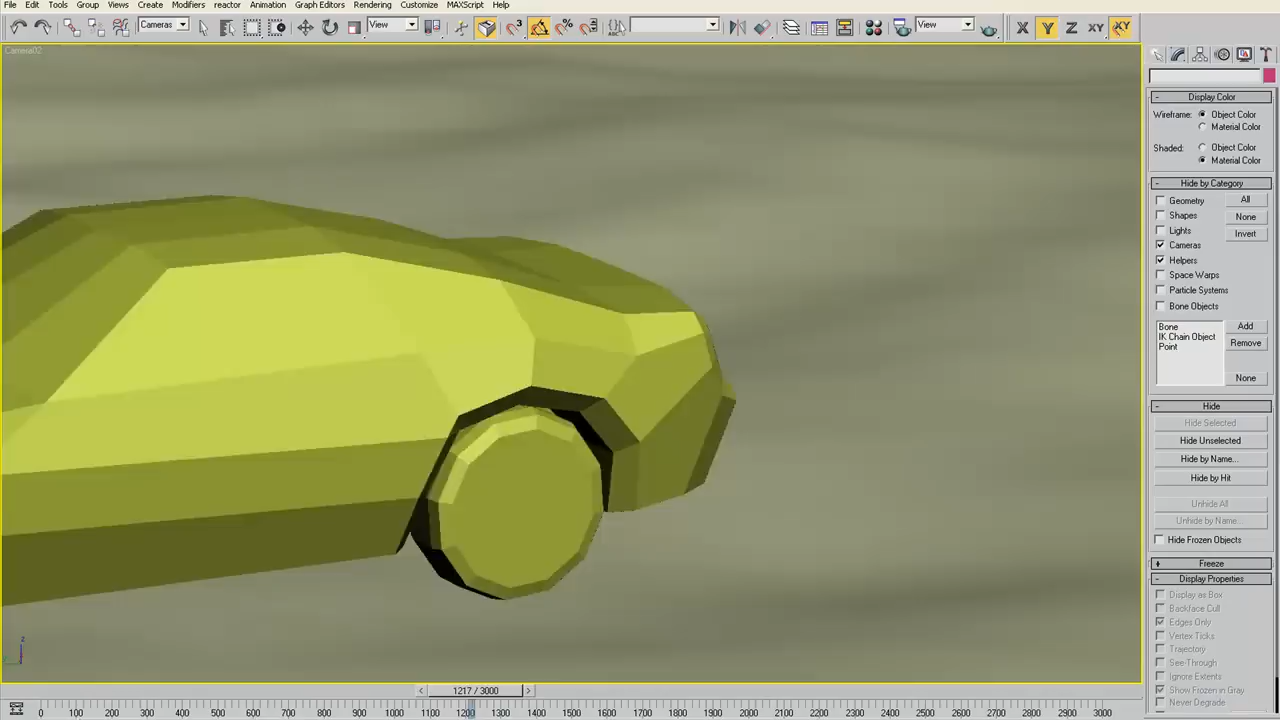 File Edit Tools Group Views Create Modifiers reactor Animation Graph Editors Rendering Customize MAXScript Help
Cameras View View X Y Z XY XY
Camera02
Display Color
Wireframe: Object Color
Material Color
Shaded: Object Color
Material Color
Hide by Category
Geometry All
Shapes None
Lights Invert
Cameras
Helpers
Space Warps
Particle Systems
Bone Objects
Bone Add
IK Chain Object Remove
Point
None
Hide
Hide Selected
Hide Unselected
Hide by Name...
Hide by Hit
Unhide All
Unhide by Name...
Hide Frozen Objects
Freeze
Display Properties
Display as Box
Backface Cull
Edges Only
Vertex Ticks
Trajectory
See-Through
Ignore Extents
Show Frozen in Gray
Never Degrade
z
< 1217 / 3000 >
0 100 200 300 400 500 600 700 800 900 1000 1100 1200 1300 1400 1500 1600 1700 1800 1900 2000 2100 2200 2300 2400 2500 2600 2700 2800 2900 3000